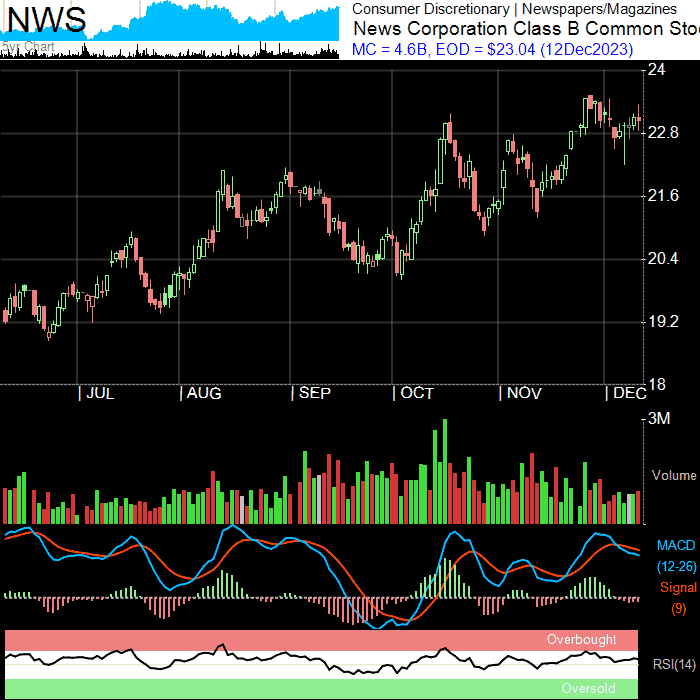 NWS
5yr Chart
Consumer Discretionary | Newspapers/Magazines
News Corporation Class B Common Sto
MC = 4.6B, EOD = $23.04 (12Dec2023)
24
22.8
21.6
20.4
19.2
18
| JUL | AUG | SEP | OCT | NOV | DEC
3M
Volume
MACD
(12-26)
Signal
(9)
Overbought
RSI(14)
Oversold